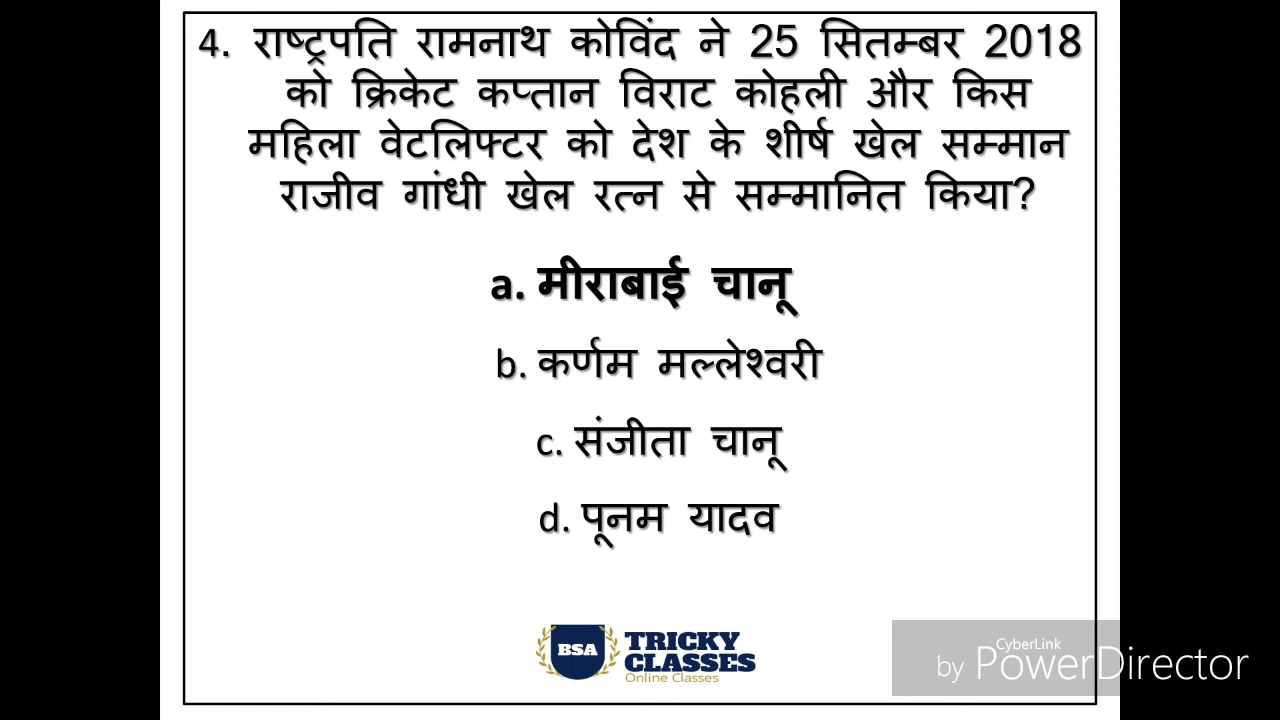 4. राष्ट्रपति रामनाथ कोविंद ने 25 सितम्बर 2018
को क्रिकेट कप्तान विराट कोहली और किस
महिला वेटलिफ्टर को देश के शीर्ष खेल सम्मान
राजीव गांधी खेल रत्न से सम्मानित किया?
a. मीराबाई चानू
b. कर्णम मल्लेश्वरी
c. संजीता चानू
d. पूनम यादव
BSA
TRICKY
CLASSES
Online Classes
CyberLink
by PowerDirector